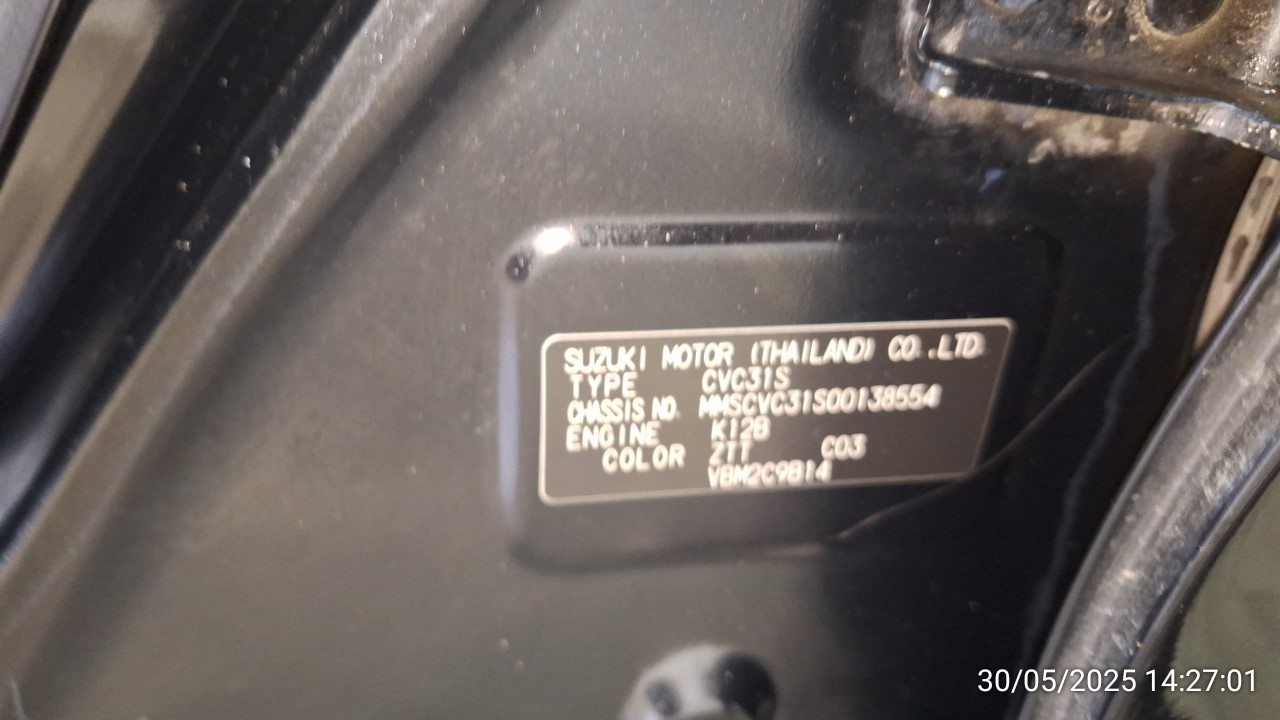 SUZUKI MOTOR (THAILAND) CO.,LTD.
TYPE CVC31S
CHASSIS NO. MMSCVC31S00138554
ENGINE K12B
COLOR ZTT C03
VBM2C9B14
30/05/2025 14:27:01